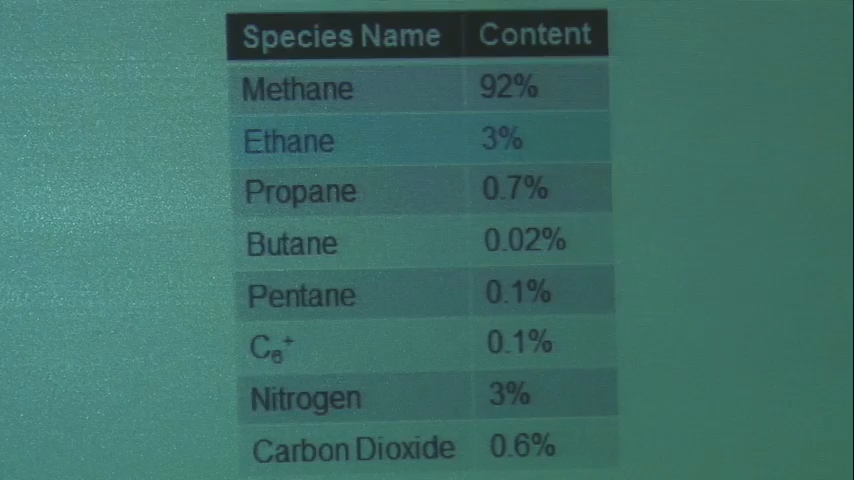 Species Name Content
Methane 92%
Ethane 3%
Propane 0.7%
Butane 0.02%
Pentane 0.1%
C₆⁺ 0.1%
Nitrogen 3%
Carbon Dioxide 0.6%